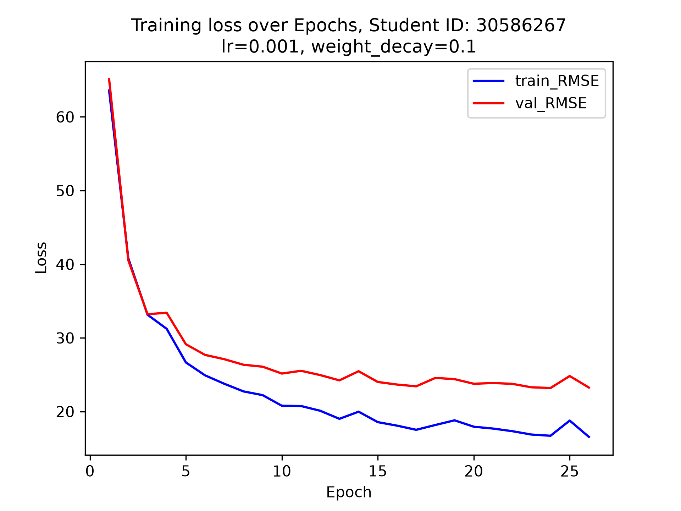 Training loss over Epochs, Student ID: 30586267
lr=0.001, weight_decay=0.1
train_RMSE
val_RMSE
60
50
40
30
20
Loss
0 5 10 15 20 25
Epoch